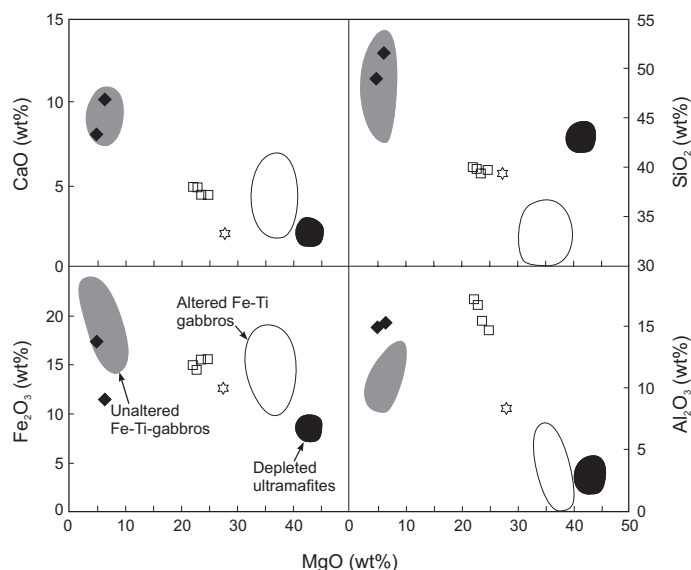 15
10
5
0
CaO (wt%)
55
50
45
40
35
30
SiO₂ (wt%)
20
15
10
5
0
Fe₂O₃ (wt%)
Altered Fe-Ti
gabbros
Unaltered
Fe-Ti-gabbros
Depleted
ultramafites
15
10
5
0
Al₂O₃ (wt%)
0 10 20 30 40 10 20 30 40 50
MgO (wt%)